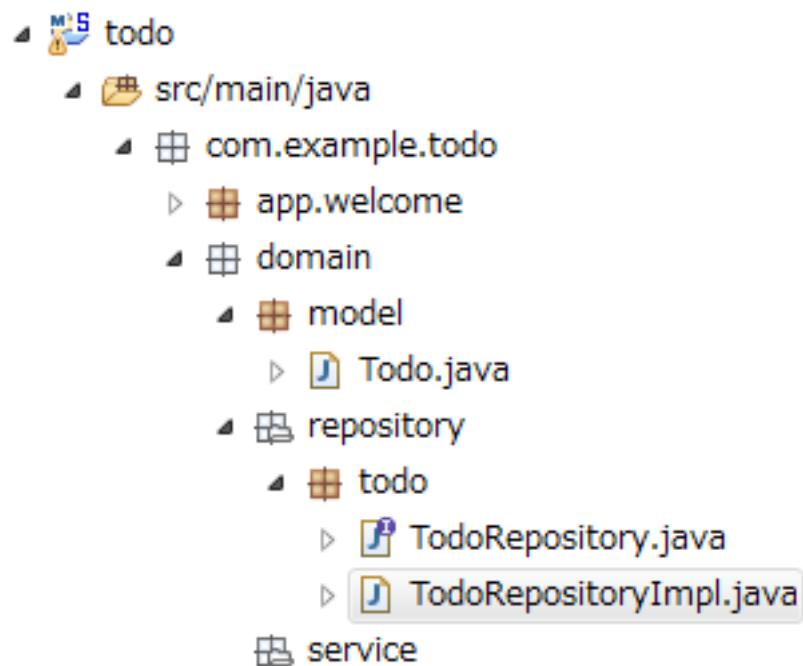 todo
src/main/java
com.example.todo
app.welcome
domain
model
Todo.java
repository
todo
TodoRepository.java
TodoRepositoryImpl.java
service